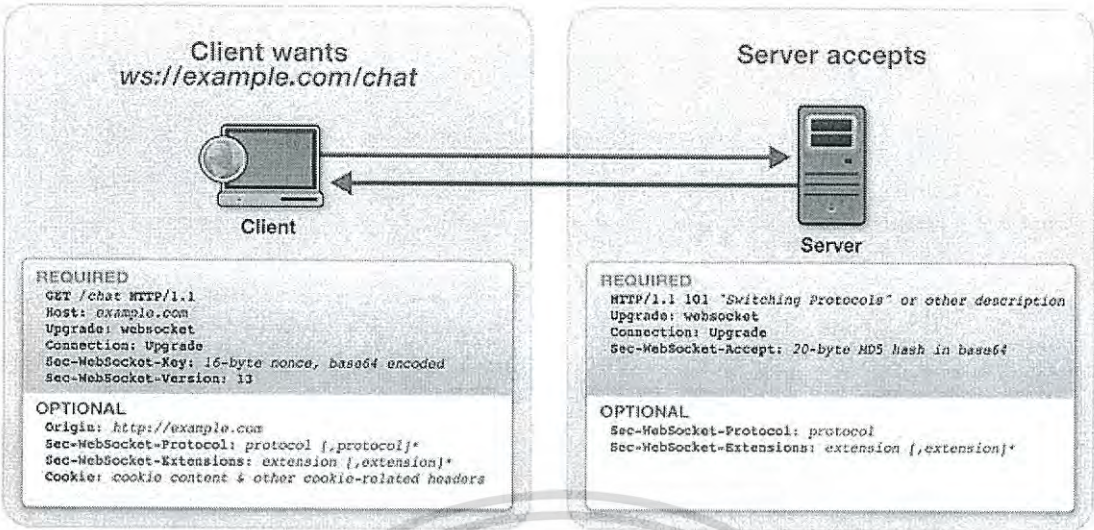 Client wants
ws://example.com/chat
Client
REQUIRED
GET /chat HTTP/1.1
Host: example.com
Upgrade: websocket
Connection: Upgrade
Sec-WebSocket-Key: 16-byte nonce, base64 encoded
Sec-WebSocket-Version: 13
OPTIONAL
Origin: http://example.com
Sec-WebSocket-Protocol: protocol [,protocol]*
Sec-WebSocket-Extensions: extension [,extension]*
Cookie: cookie content & other cookie-related headers
Server accepts
Server
REQUIRED
HTTP/1.1 101 "Switching Protocols" or other description
Upgrade: websocket
Connection: Upgrade
Sec-WebSocket-Accept: 20-byte MD5 hash in base64
OPTIONAL
Sec-WebSocket-Protocol: protocol
Sec-WebSocket-Extensions: extension [,extension]*